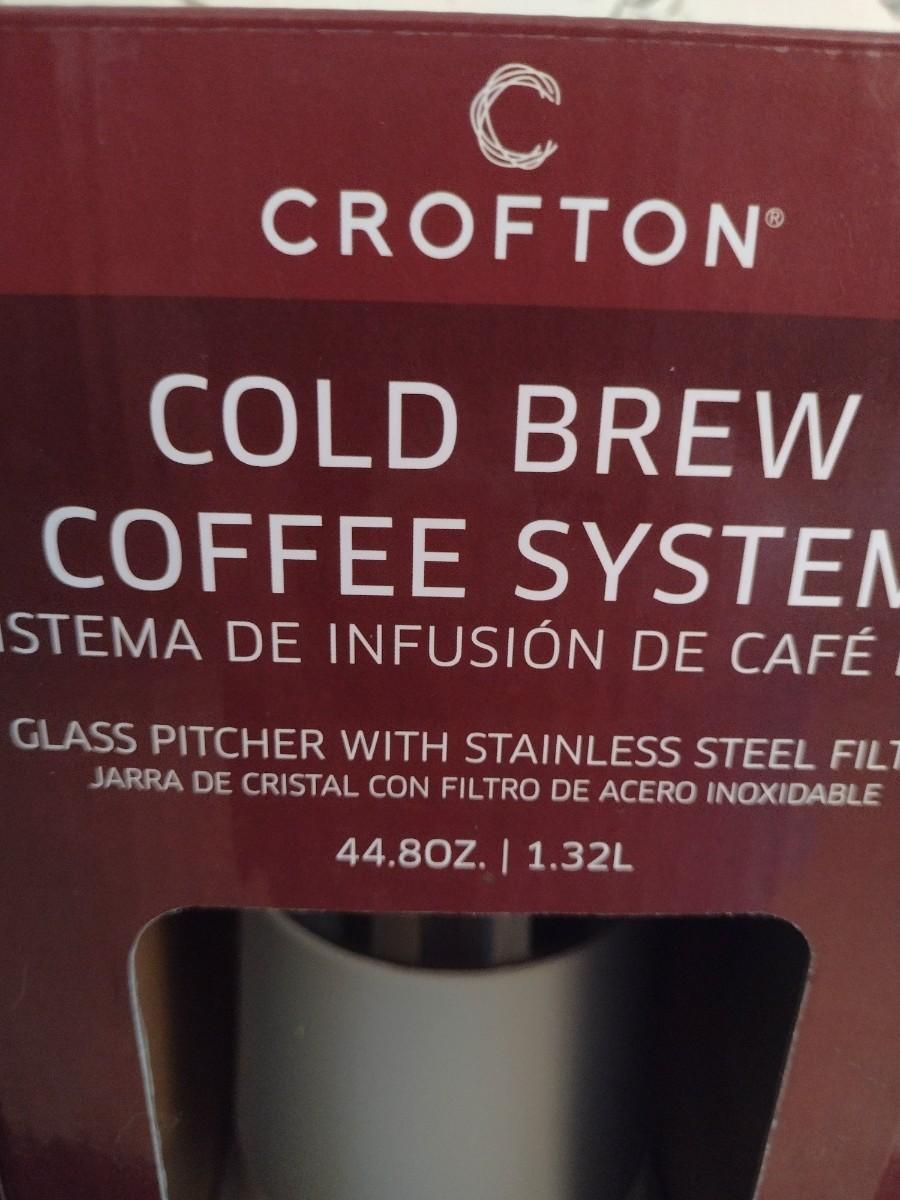 C
CROFTON®
COLD BREW
COFFEE SYSTEM
ISTEMA DE INFUSIÓN DE CAFÉ
GLASS PITCHER WITH STAINLESS STEEL FILT
JARRA DE CRISTAL CON FILTRO DE ACERO INOXIDABLE
44.8OZ. | 1.32L